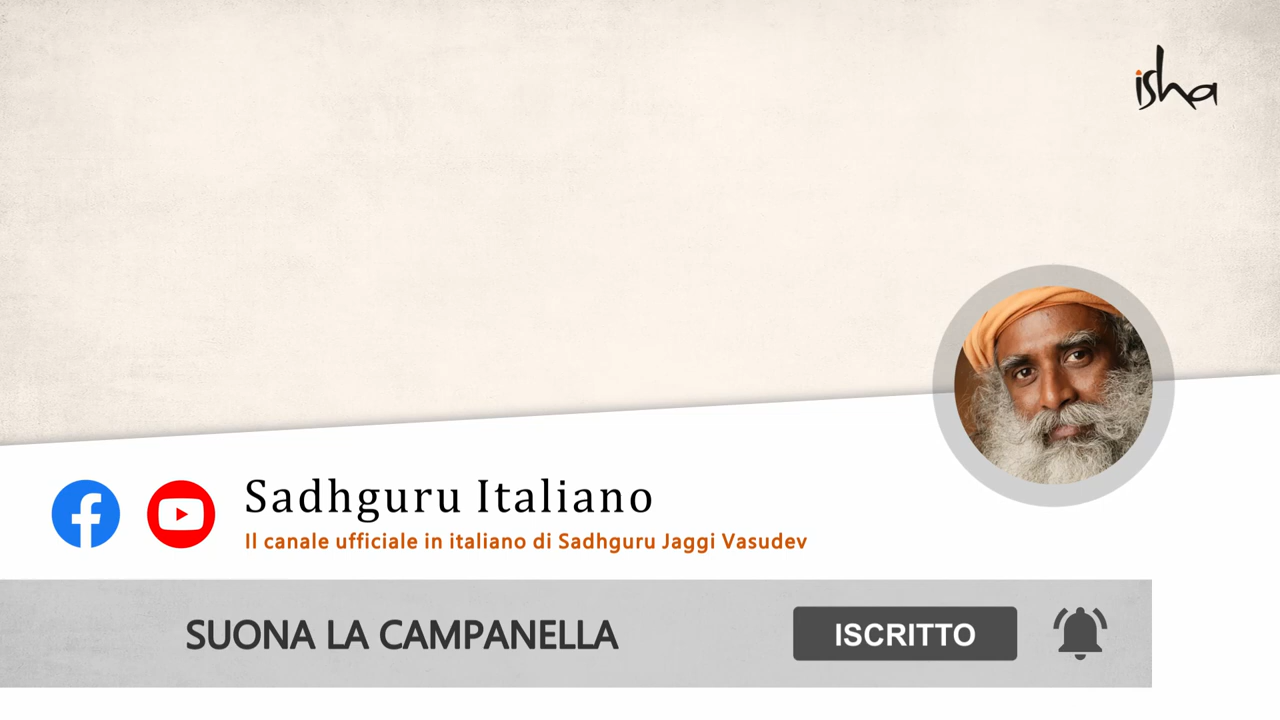 isha
Sadhguru Italiano
Il canale ufficiale in italiano di Sadhguru Jaggi Vasudev
SUONA LA CAMPANELLA
ISCRITTO